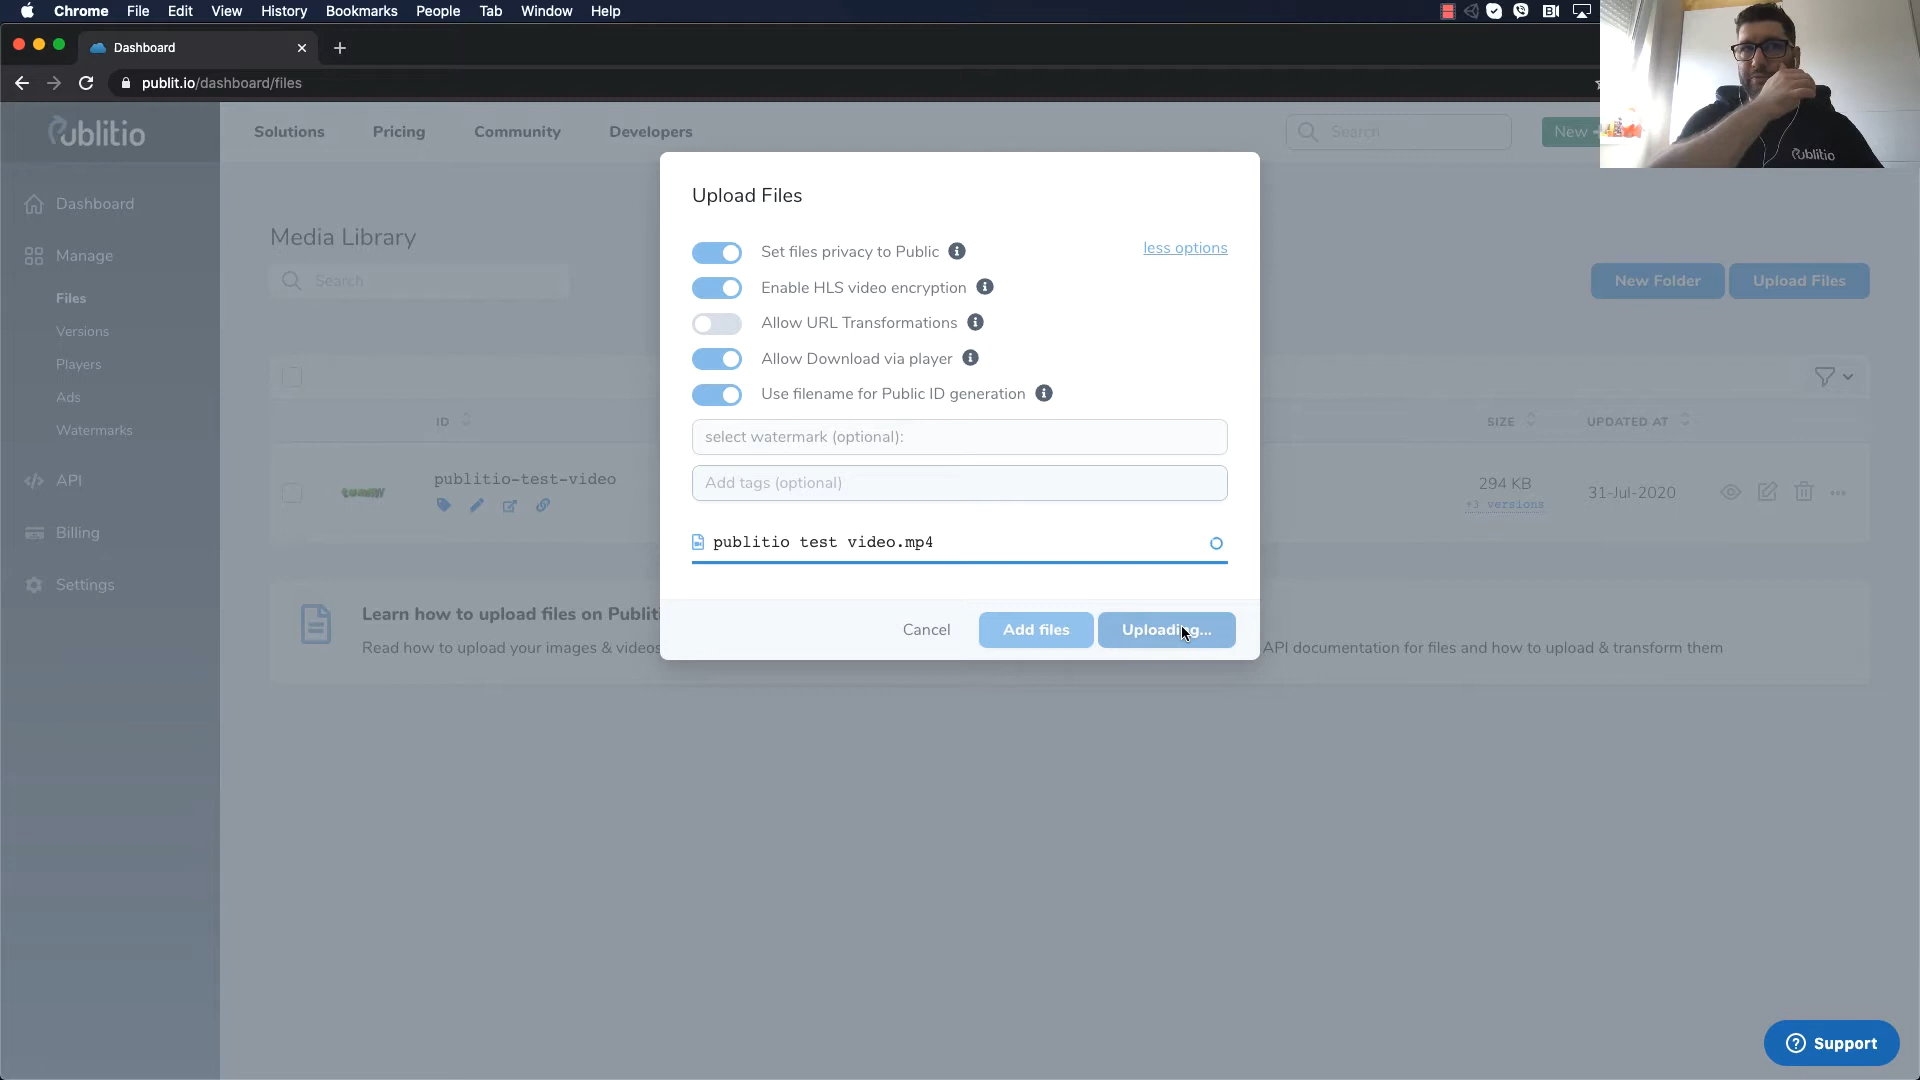 Chrome File Edit View History Bookmarks People Tab Window Help
Dashboard
publit.io/dashboard/files
Publitio
Solutions Pricing Community Developers
Search
New
Publitio
Dashboard
Manage
Files
Versions
Players
Ads
Watermarks
API
Billing
Settings
Media Library
Search
New Folder Upload Files
ID SIZE UPDATED AT
publitio-test-video
294 KB
+3 versions
31-Jul-2020
Learn how to upload files on Publiti
Read how to upload your images & videos
API documentation for files and how to upload & transform them
Upload Files
less options
Set files privacy to Public
Enable HLS video encryption
Allow URL Transformations
Allow Download via player
Use filename for Public ID generation
select watermark (optional):
Add tags (optional)
publitio test video.mp4
Cancel Add files Uploading...
Support